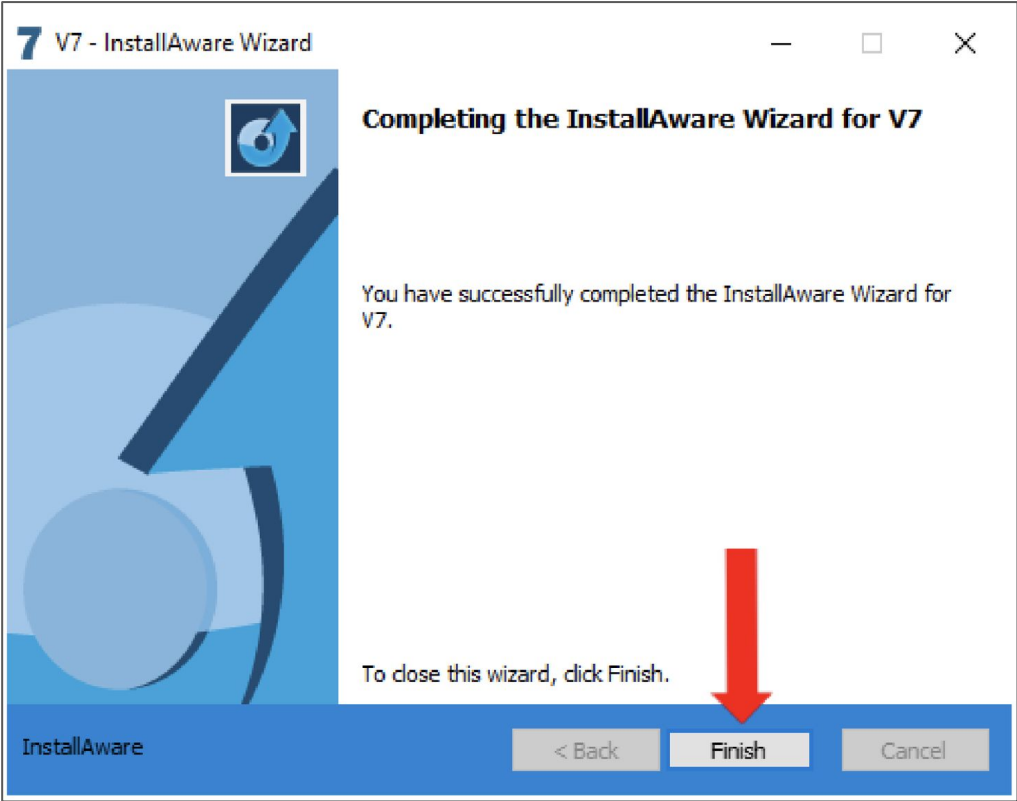 7 V7 - InstallAware Wizard
Completing the InstallAware Wizard for V7
You have successfully completed the InstallAware Wizard for
V7.
To close this wizard, click Finish.
InstallAware
< Back
Finish
Cancel